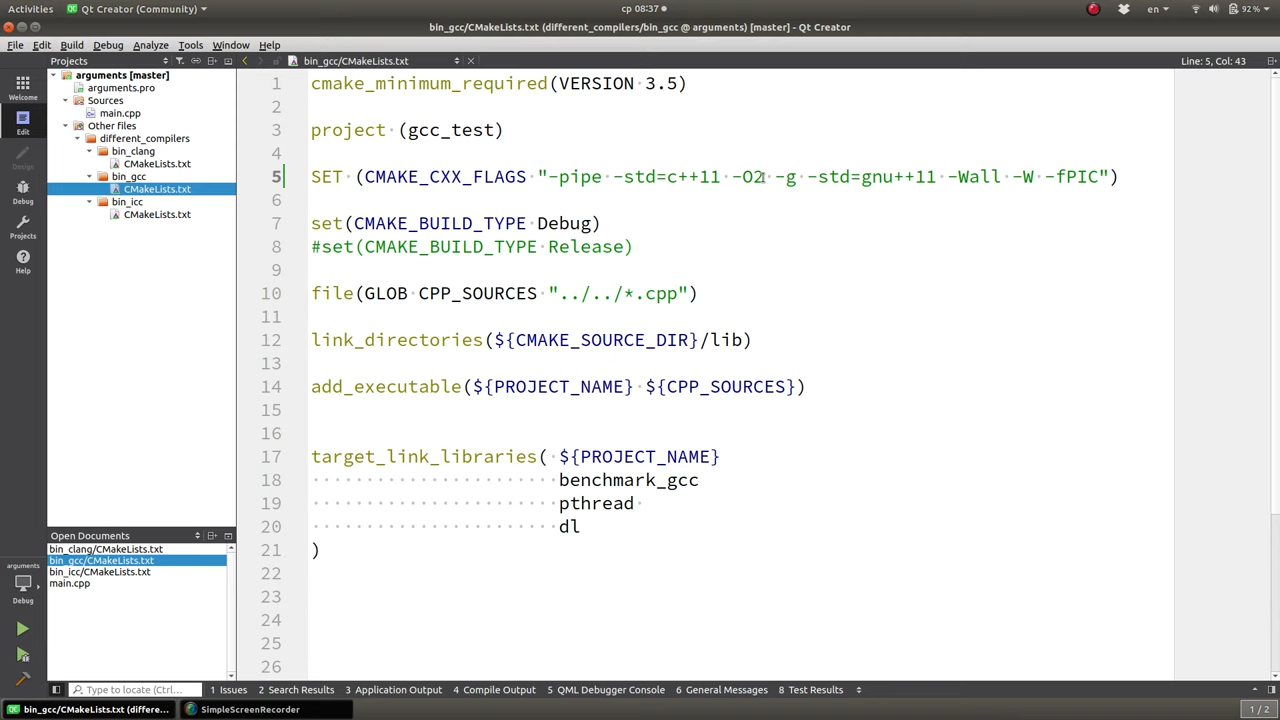 Activities Qt Creator (Community) ср 08:37 en 92 %
bin_gcc/CMakeLists.txt (different_compilers/bin_gcc @ arguments) [master] - Qt Creator
File Edit Build Debug Analyze Tools Window Help
Projects bin_gcc/CMakeLists.txt Line: 5, Col: 43
Welcome
Edit
Design
Debug
Projects
Help
arguments [master]
arguments.pro
Sources
main.cpp
Other files
different_compilers
bin_clang
CMakeLists.txt
bin_gcc
CMakeLists.txt
bin_icc
CMakeLists.txt
1 cmake_minimum_required(VERSION 3.5)
2
3 project (gcc_test)
4
5 SET (CMAKE_CXX_FLAGS "-pipe -std=c++11 -O2 -g -std=gnu++11 -Wall -W -fPIC")
6
7 set(CMAKE_BUILD_TYPE Debug)
8 #set(CMAKE_BUILD_TYPE Release)
9
10 file(GLOB CPP_SOURCES "../../*.cpp")
11
12 link_directories(${CMAKE_SOURCE_DIR}/lib)
13
14 add_executable(${PROJECT_NAME} ${CPP_SOURCES})
15
16
17 target_link_libraries( ${PROJECT_NAME}
18 benchmark_gcc
19 pthread
20 dl
21 )
22
23
24
25
26
Open Documents
bin_clang/CMakeLists.txt
bin_gcc/CMakeLists.txt
bin_icc/CMakeLists.txt
main.cpp
arguments
Debug
Type to locate (Ctrl+... 1 Issues 2 Search Results 3 Application Output 4 Compile Output 5 QML Debugger Console 6 General Messages 8 Test Results
bin_gcc/CMakeLists.txt (differe... SimpleScreenRecorder 1 / 2